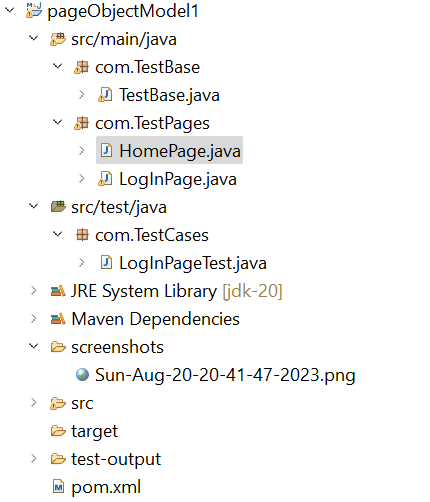 pageObjectModel1
src/main/java
com.TestBase
TestBase.java
com.TestPages
HomePage.java
LogInPage.java
src/test/java
com.TestCases
LogInPageTest.java
JRE System Library [jdk-20]
Maven Dependencies
screenshots
Sun-Aug-20-20-41-47-2023.png
src
target
test-output
pom.xml